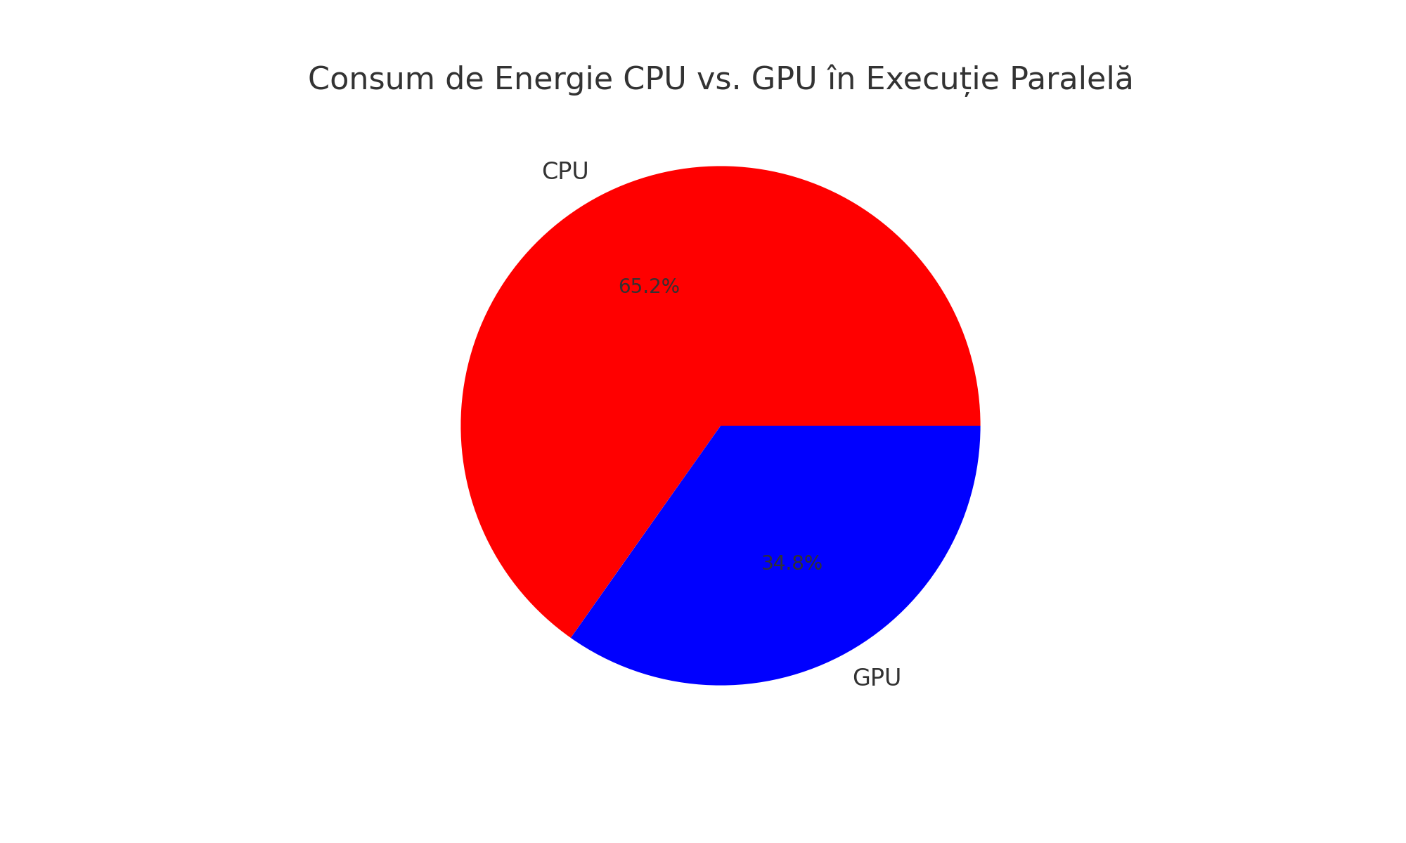 Consum de Energie CPU vs. GPU în Execuție Paralelă
CPU
65.2%
34.8%
GPU